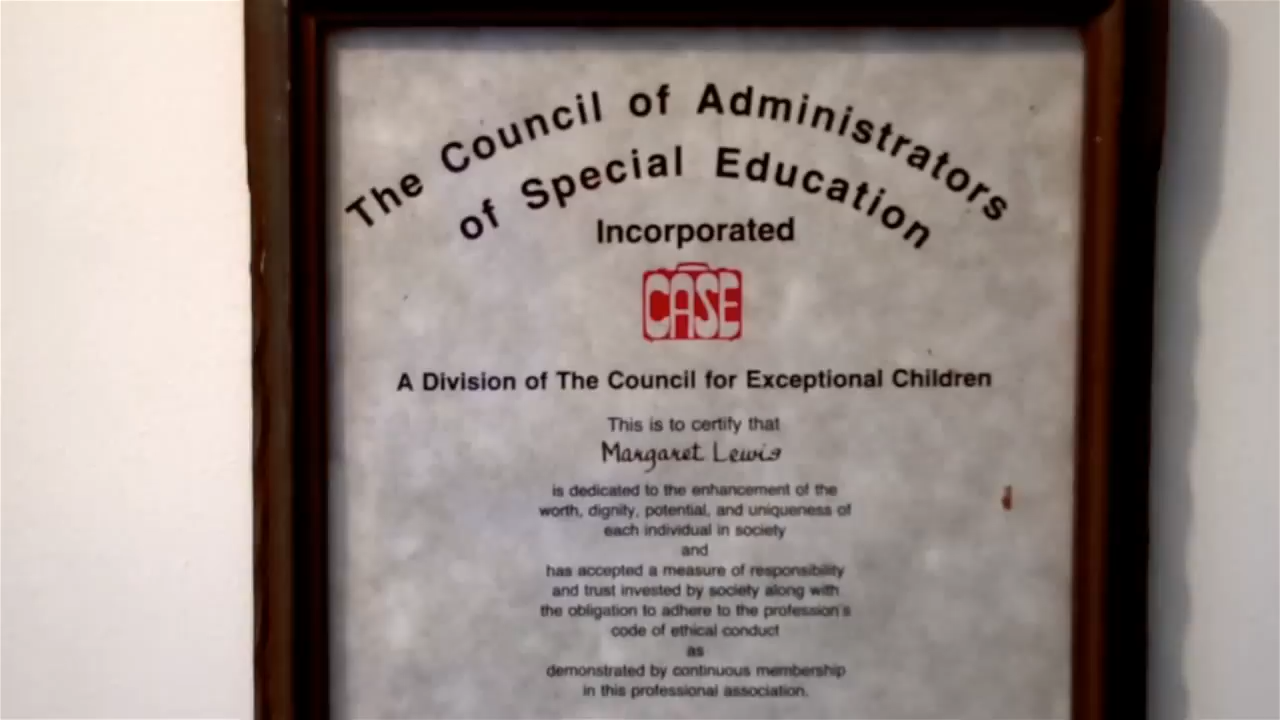 The Council of Administrators
of Special Education
Incorporated
CASE
A Division of The Council for Exceptional Children
This is to certify that
Margaret Lewis
is dedicated to the enhancement of the
worth, dignity, potential, and uniqueness of
each individual in society
and
has accepted a measure of responsibility
and trust invested by society along with
the obligation to adhere to the profession's
code of ethical conduct
as
demonstrated by continuous membership
in this professional association.